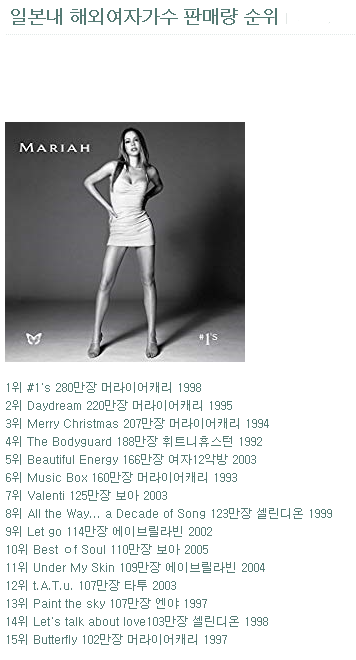 일본내 해외여자가수 판매량 순위
MARIAH
#1's
1위 #1's 280만장 머라이어캐리 1998
2위 Daydream 220만장 머라이어캐리 1995
3위 Merry Christmas 207만장 머라이어캐리 1994
4위 The Bodyguard 188만장 휘트니휴스턴 1992
5위 Beautiful Energy 166만장 여자12악방 2003
6위 Music Box 160만장 머라이어캐리 1993
7위 Valenti 125만장 보아 2003
8위 All the Way... a Decade of Song 123만장 셀린디온 1999
9위 Let go 114만장 에이브릴라빈 2002
10위 Best ㅇf Soul 110만장 보아 2005
11위 Under My Skin 109만장 에이브릴라빈 2004
12위 t.A.T.u. 107만장 타투 2003
13위 Paint the sky 107만장 엔야 1997
14위 Let's talk about love103만장 셀린디온 1998
15위 Butterfly 102만장 머라이어캐리 1997